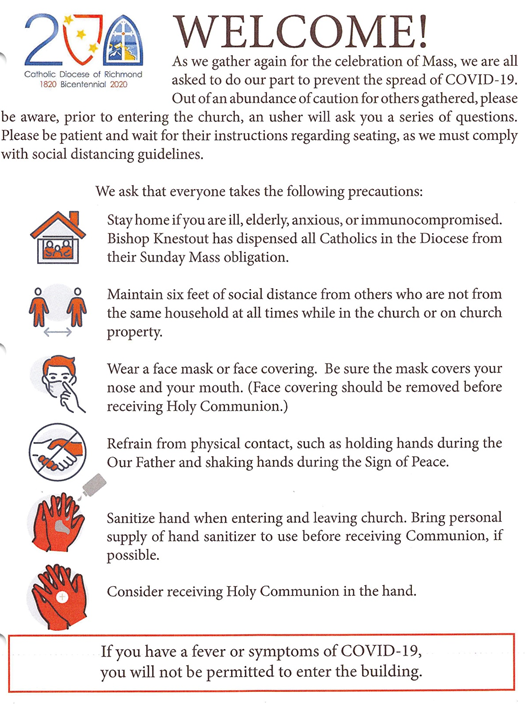 WELCOME!
Catholic Diocese of Richmond
1820 Bicentennial 2020
As we gather again for the celebration of Mass, we are all
asked to do our part to prevent the spread of COVID-19.
Out of an abundance of caution for others gathered, please
be aware, prior to entering the church, an usher will ask you a series of questions.
Please be patient and wait for their instructions regarding seating, as we must comply
with social distancing guidelines.
We ask that everyone takes the following precautions:
Stay home if you are ill, elderly, anxious, or immunocompromised.
Bishop Knestout has dispensed all Catholics in the Diocese from
their Sunday Mass obligation.
Maintain six feet of social distance from others who are not from
the same household at all times while in the church or on church
property.
Wear a face mask or face covering. Be sure the mask covers your
nose and your mouth. (Face covering should be removed before
receiving Holy Communion.)
Refrain from physical contact, such as holding hands during the
Our Father and shaking hands during the Sign of Peace.
Sanitize hand when entering and leaving church. Bring personal
supply of hand sanitizer to use before receiving Communion, if
possible.
Consider receiving Holy Communion in the hand.
If you have a fever or symptoms of COVID-19,
you will not be permitted to enter the building.